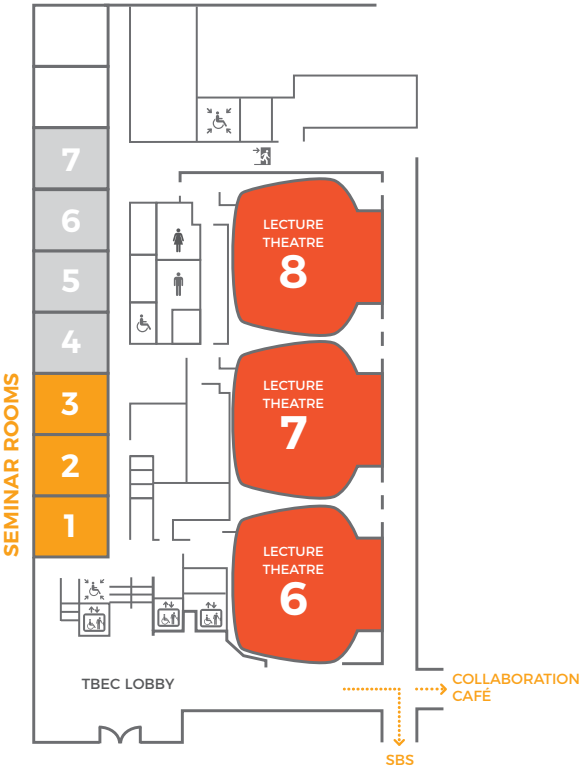 7
6
5
4
3
2
1
SEMINAR ROOMS
LECTURE
THEATRE
8
LECTURE
THEATRE
7
LECTURE
THEATRE
6
TBEC LOBBY
COLLABORATION
CAFÉ
SBS